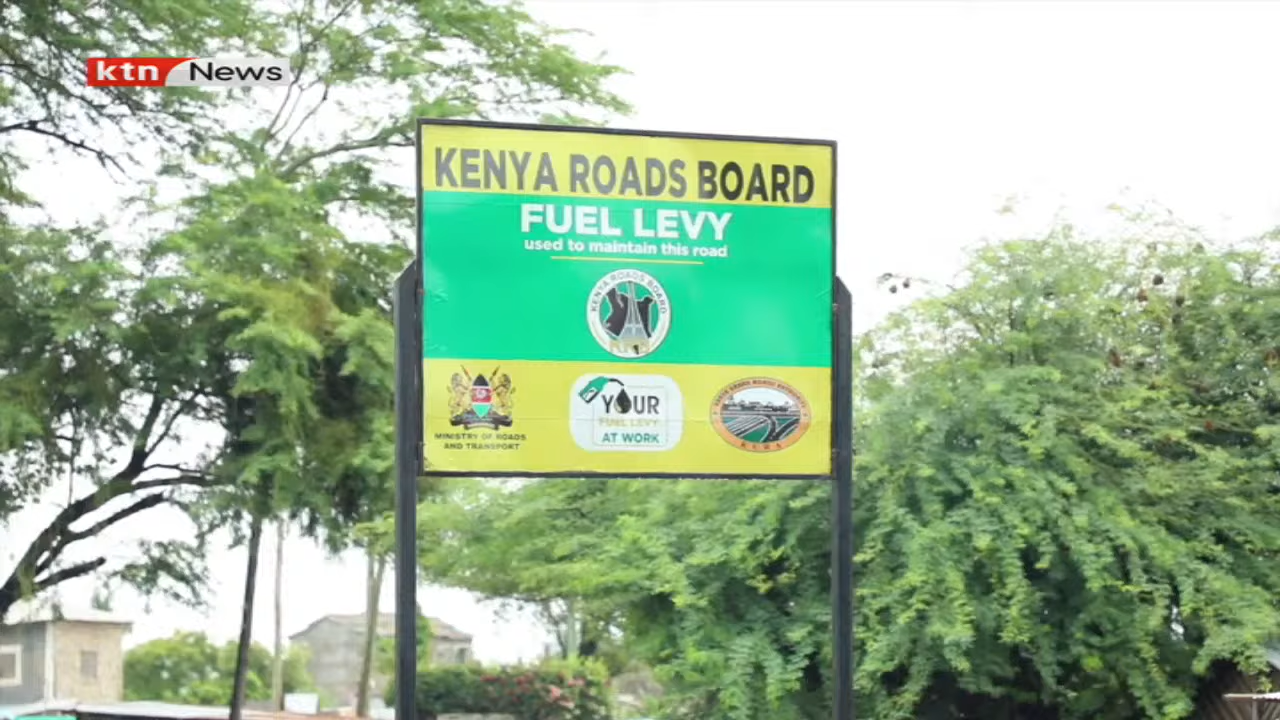 ktn News
KENYA ROADS BOARD
FUEL LEVY
used to maintain this road
KENYA ROADS BOARD
MINISTRY OF ROADS
AND TRANSPORT
YOUR
FUEL LEVY
AT WORK